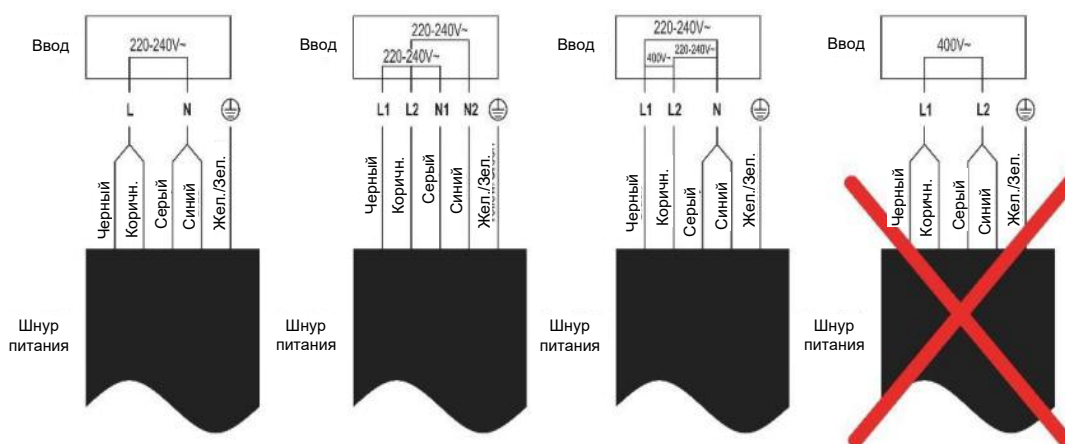 Ввод
220-240V~
L
N
Черный
Коричн.
Серый
Синий
Жел./Зел.
Шнур
питания
Ввод
220-240V~
220-240V~
L1
L2
N1
N2
Черный
Коричн.
Серый
Синий
Жел./Зел.
Шнур
питания
Ввод
220-240V~
400V~
220-240V~
L1
L2
N
Черный
Коричн.
Серый
Синий
Жел./Зел.
Шнур
питания
Ввод
400V~
L1
L2
Черный
Коричн.
Серый
Синий
Жел./Зел.
Шнур
питания